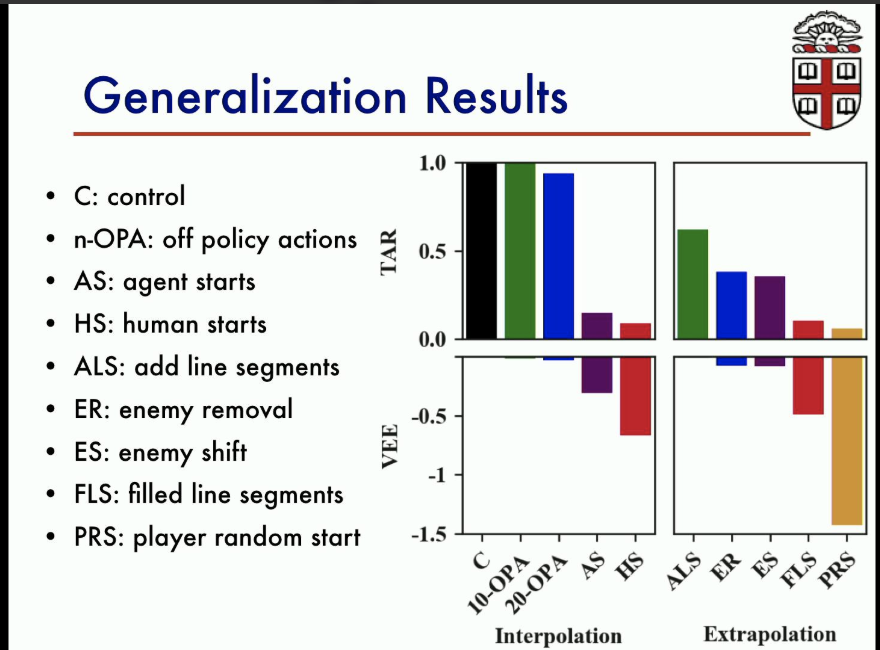 Generalization Results
• C: control
• n-OPA: off policy actions
• AS: agent starts
• HS: human starts
• ALS: add line segments
• ER: enemy removal
• ES: enemy shift
• FLS: filled line segments
• PRS: player random start
TAR
1.0
0.5
0.0
VEE
-0.5
-1
-1.5
C
10-OPA
20-OPA
AS
HS
ALS
ER
ES
FLS
PRS
Interpolation
Extrapolation